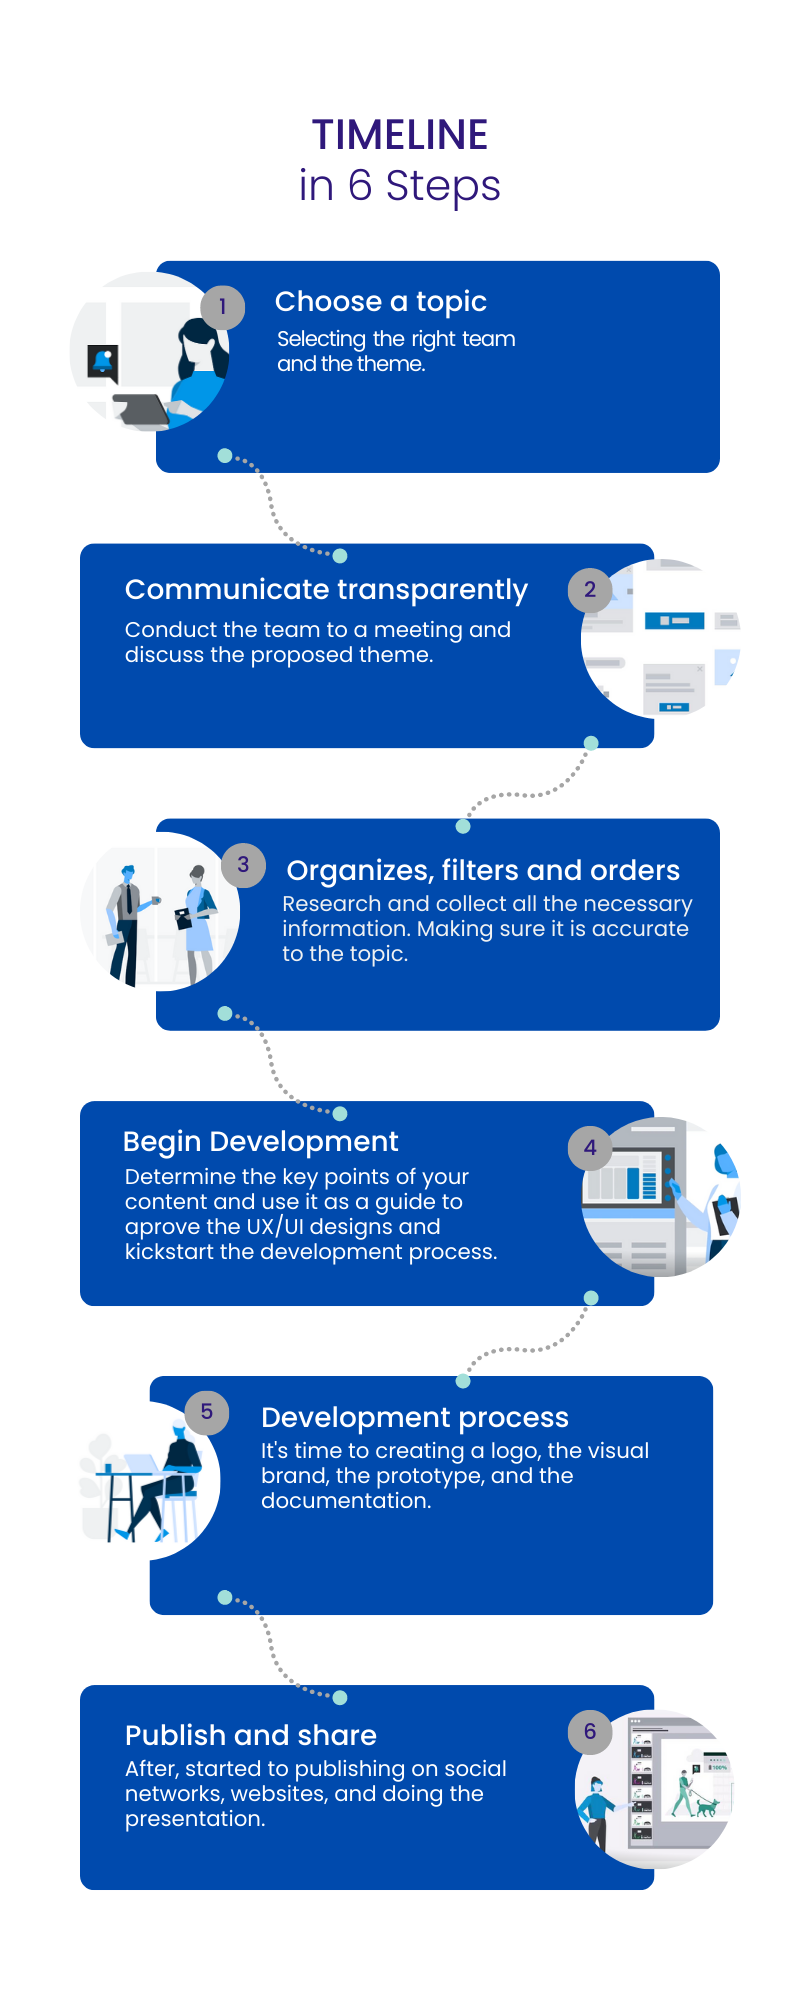 TIMELINE
in 6 Steps
1
Choose a topic
Selecting the right team
and the theme.
2
Communicate transparently
Conduct the team to a meeting and
discuss the proposed theme.
3
Organizes, filters and orders
Research and collect all the necessary
information. Making sure it is accurate
to the topic.
4
Begin Development
Determine the key points of your
content and use it as a guide to
aprove the UX/UI designs and
kickstart the development process.
5
Development process
It's time to creating a logo, the visual
brand, the prototype, and the
documentation.
6
Publish and share
After, started to publishing on social
networks, websites, and doing the
presentation.
100%